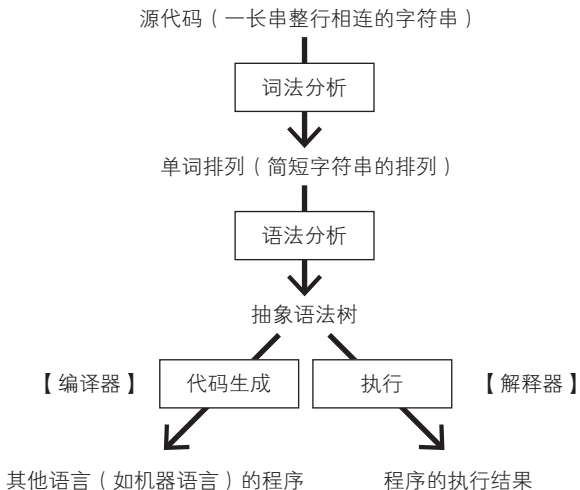 源代码（一长串整行相连的字符串）
词法分析
单词排列（简短字符串的排列）
语法分析
抽象语法树
【编译器】 代码生成 执行 【解释器】
其他语言（如机器语言）的程序 程序的执行结果